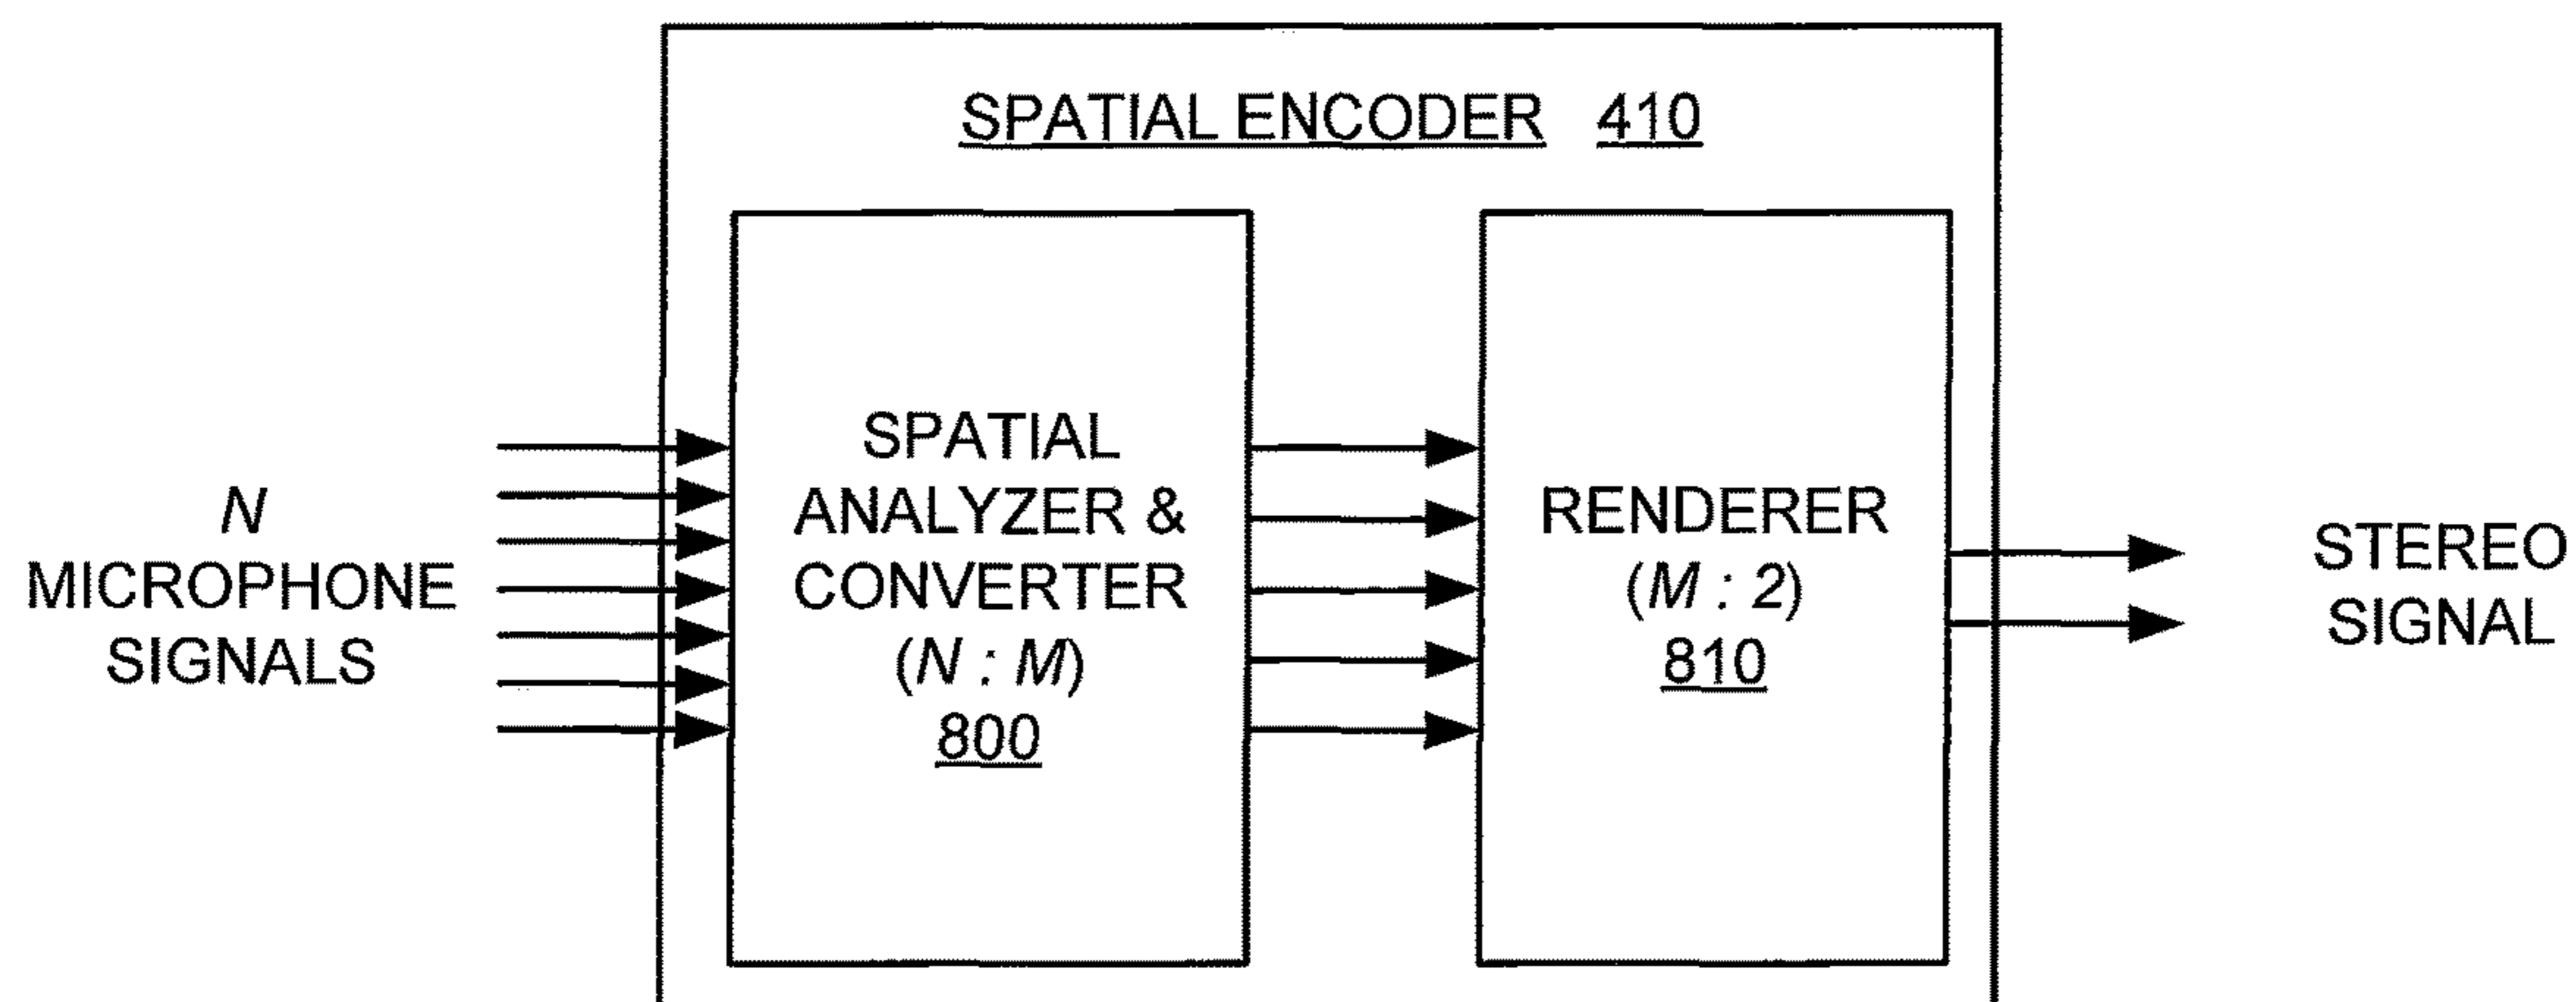 SPATIAL ENCODER 410
N
MICROPHONE
SIGNALS
SPATIAL
ANALYZER &
CONVERTER
(N : M)
800
RENDERER
(M : 2)
810
STEREO
SIGNAL